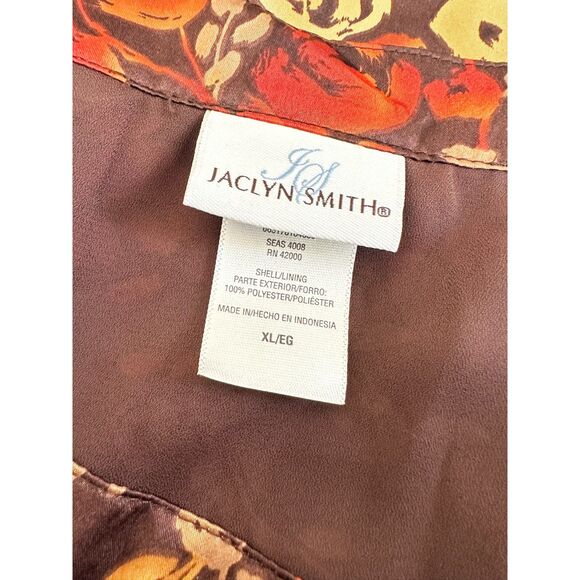 JS
JACLYN SMITH®
SEAS 4008
RN 42000
SHELL/LINING
PARTE EXTERIOR/FORRO:
100% POLYESTER/POLIÉSTER
MADE IN/HECHO EN INDONESIA
XL/EG